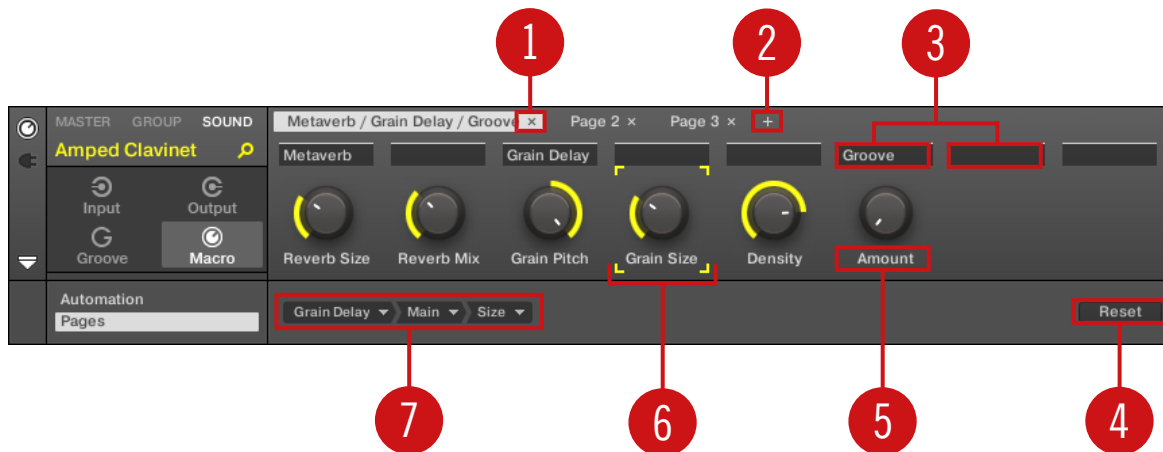 1 2 3
MASTER GROUP SOUND Metaverb / Grain Delay / Groove × Page 2 × Page 3 × +
Amped Clavinet Metaverb Grain Delay Groove
Input Output
Groove Macro Reverb Size Reverb Mix Grain Pitch Grain Size Density Amount
Automation
Pages Grain Delay Main Size Reset
7 6 5 4